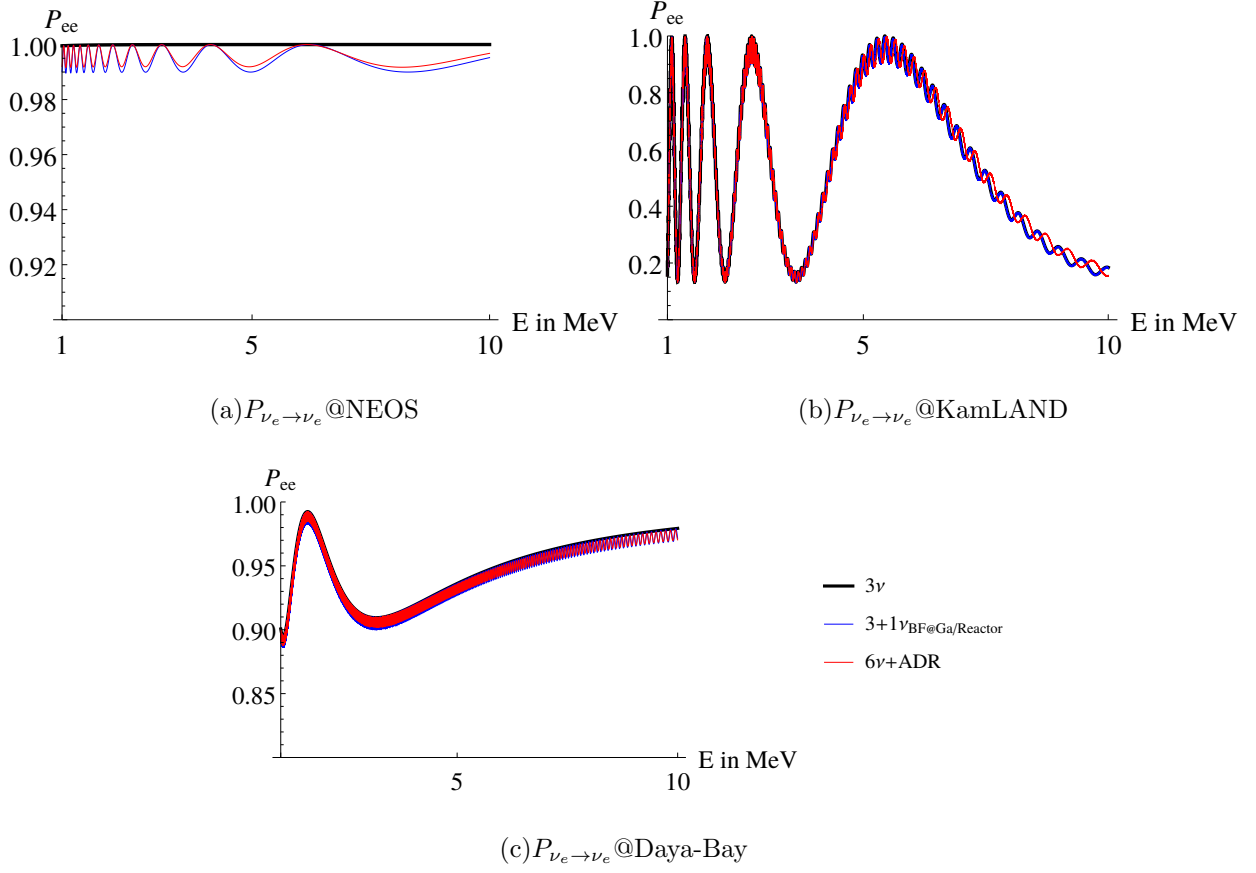 P_ee
1.00
0.98
0.96
0.94
0.92
1
5
10
E in MeV
(a)P_{ν_e→ν_e}@NEOS
P_ee
1.0
0.8
0.6
0.4
0.2
1
5
10
E in MeV
(b)P_{ν_e→ν_e}@KamLAND
P_ee
1.00
0.95
0.90
0.85
5
10
E in MeV
3ν
3+1ν_{BF@Ga/Reactor}
6ν+ADR
(c)P_{ν_e→ν_e}@Daya-Bay